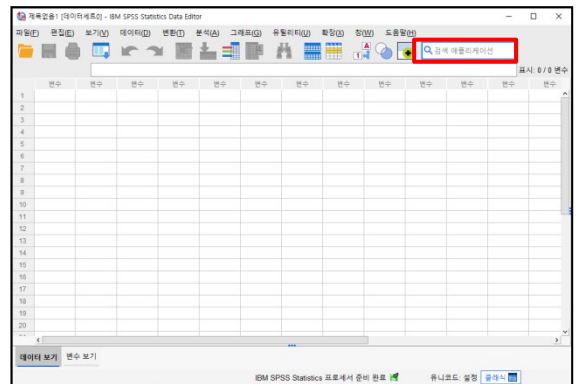 제목없음1 [데이터세트0] - IBM SPSS Statistics Data Editor
파일(F) 편집(E) 보기(V) 데이터(D) 변환(T) 분석(A) 그래프(G) 유틸리티(U) 확장(X) 창(W) 도움말(H)
검색 애플리케이션
표시: 0 / 0 변수
변수 변수 변수 변수 변수 변수 변수 변수 변수 변수 변수 변수 변수
1
2
3
4
5
6
7
8
9
10
11
12
13
14
15
16
17
18
19
20
데이터 보기 변수 보기
IBM SPSS Statistics 프로세서 준비 완료 유니코드: 설정 클래식